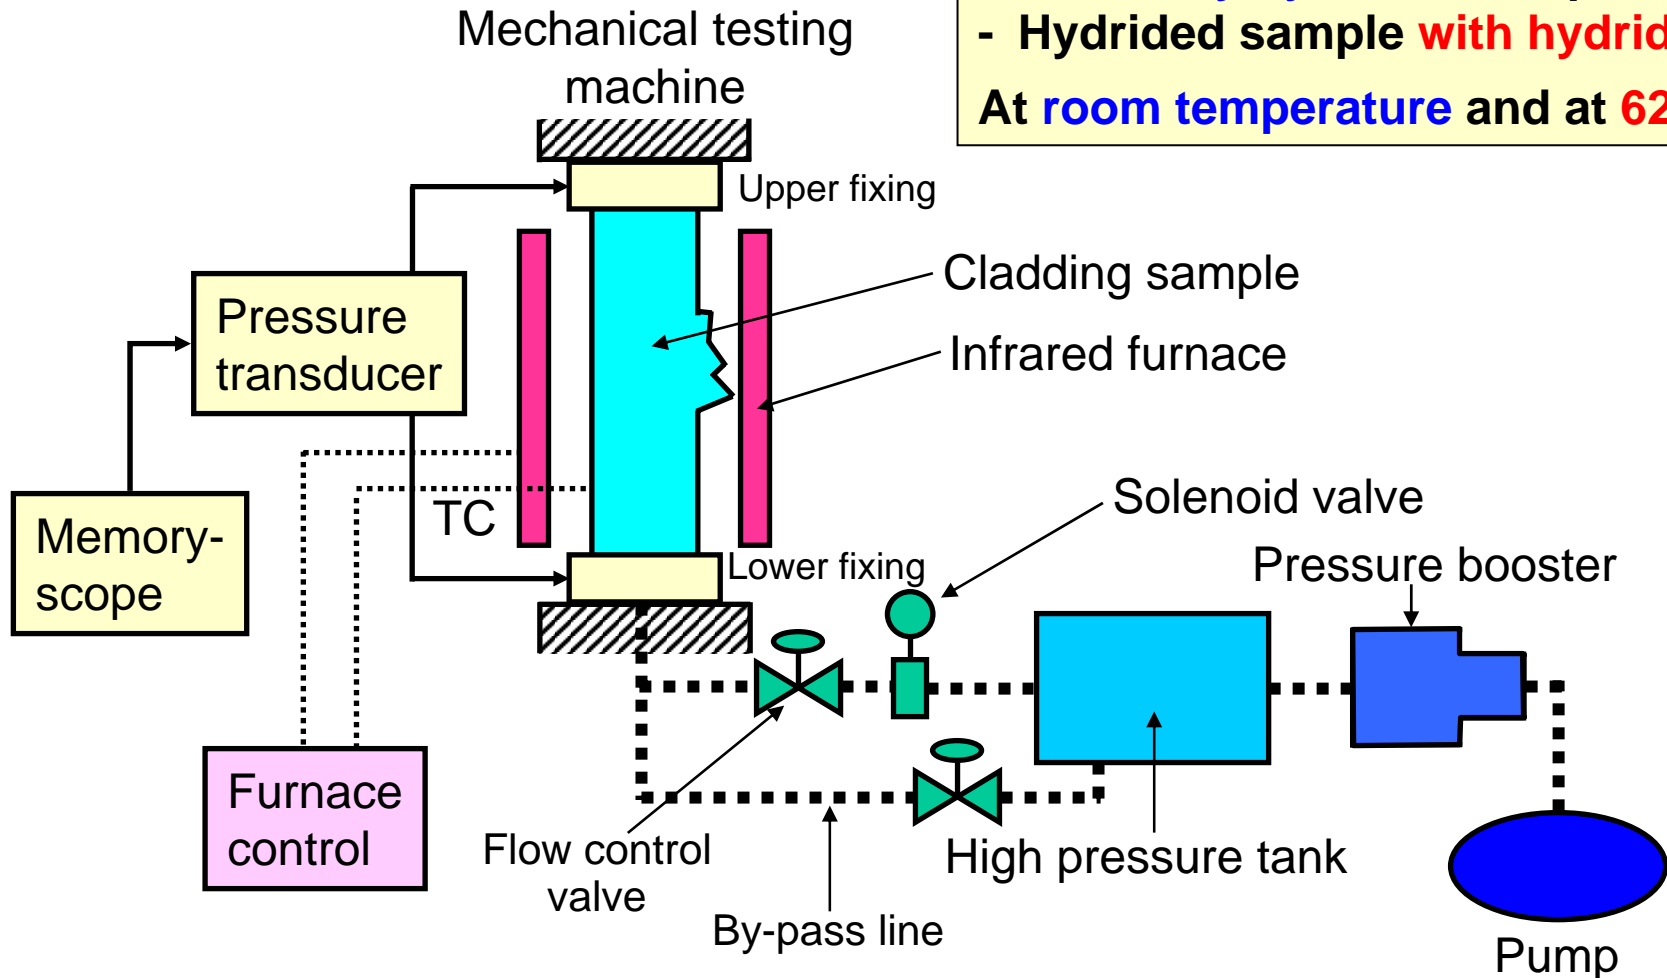 - Hydrided sample with hydrid
At room temperature and at 62
Mechanical testing
machine
Upper fixing
Cladding sample
Pressure
transducer
Infrared furnace
TC
Solenoid valve
Memory-
scope
Lower fixing
Pressure booster
Furnace
control
Flow control
valve
High pressure tank
By-pass line
Pump